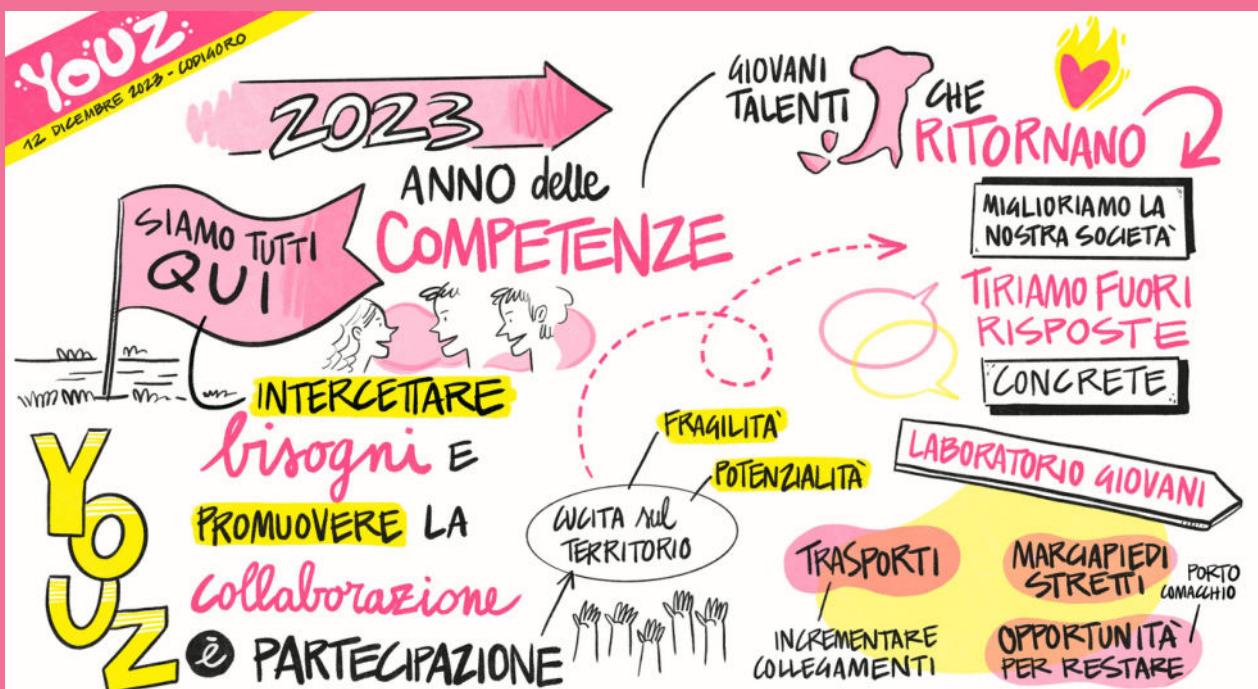 YOUZ
12 DICEMBRE 2023 - CODIGORO
2023
ANNO delle
COMPETENZE
GIOVANI
TALENTI
CHE
RITORNANO
MIGLIORIAMO LA
NOSTRA SOCIETÀ
TIRIAMO FUORI
RISPOSTE
CONCRETE
SIAMO TUTTI
QUI
INTERCETTARE
bisogni E
PROMUOVERE LA
collaborazione
è PARTECIPAZIONE
YOUZ
FRAGILITÀ
POTENZIALITÀ
CUCITA sul
TERRITORIO
LABORATORIO GIOVANI
TRASPORTI
INCREMENTARE
COLLEGAMENTI
MARCIAPIEDI
STRETTI
PORTO
COMACCHIO
OPPORTUNITÀ
PER RESTARE